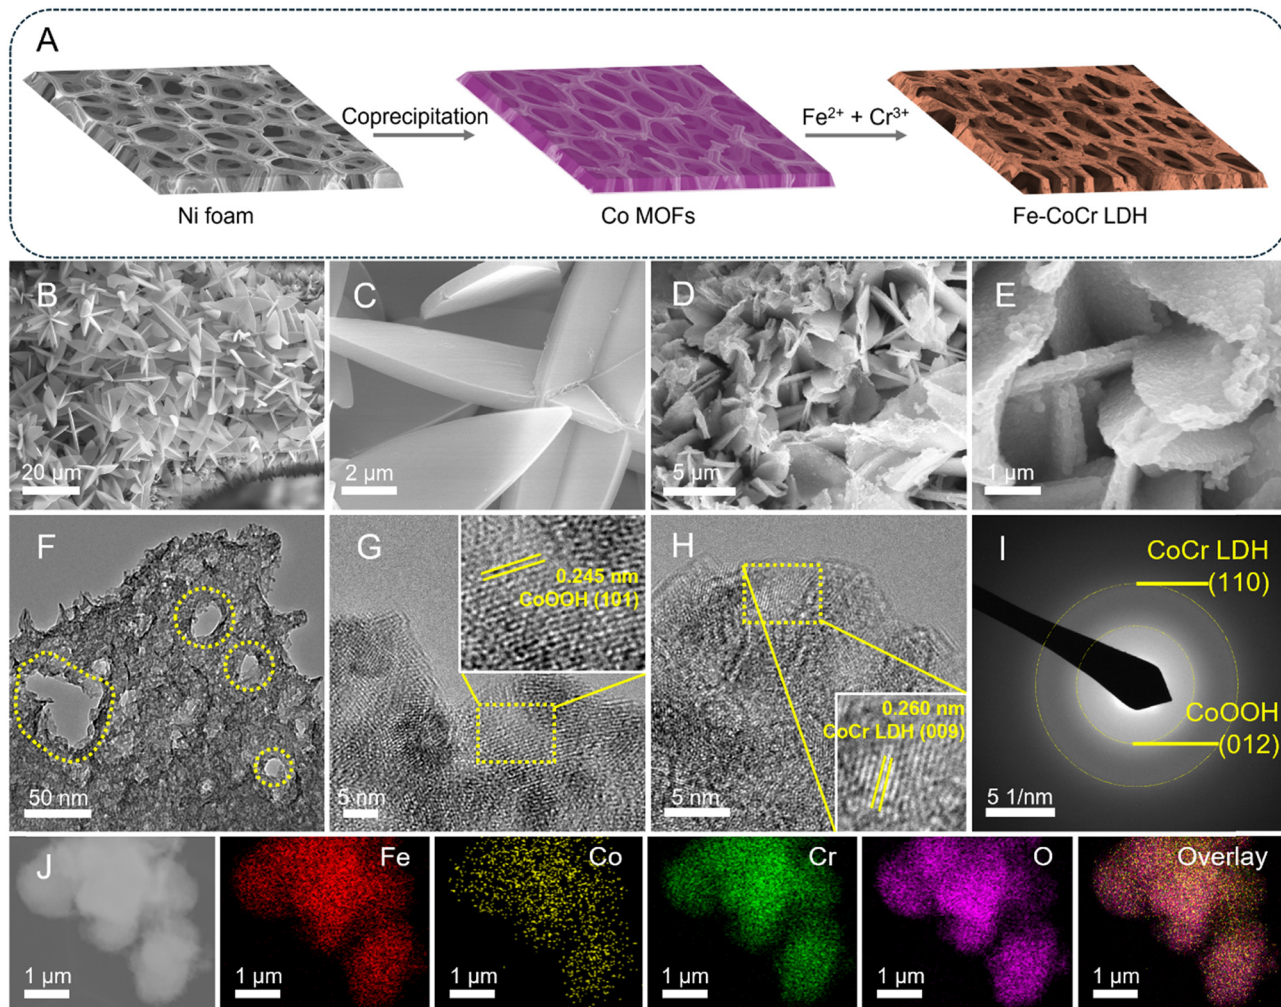 A
Coprecipitation
Fe²⁺ + Cr³⁺
Ni foam
Co MOFs
Fe-CoCr LDH
B
20 μm
C
2 μm
D
5 μm
E
1 μm
F
50 nm
G
0.245 nm
CoOOH (101)
5 nm
H
0.260 nm
CoCr LDH (009)
5 nm
I
CoCr LDH
(110)
CoOOH
(012)
5 1/nm
J
1 μm
Fe
1 μm
Co
1 μm
Cr
1 μm
O
1 μm
Overlay
1 μm